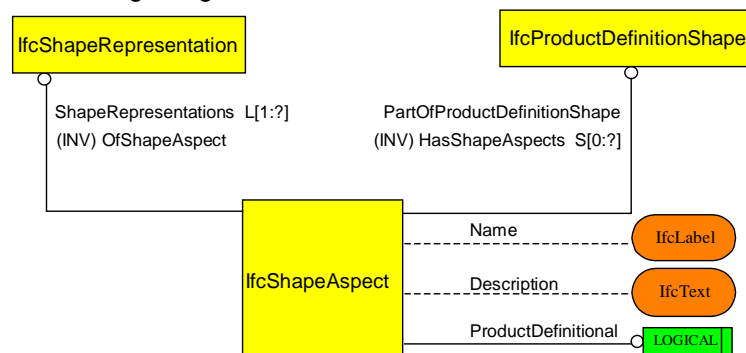 IfcShapeRepresentation
IfcProductDefinitionShape
ShapeRepresentations L[1:?]
(INV) OfShapeAspect
PartOfProductDefinitionShape
(INV) HasShapeAspects S[0:?]
IfcShapeAspect
Name
IfcLabel
Description
IfcText
ProductDefinitional
LOGICAL